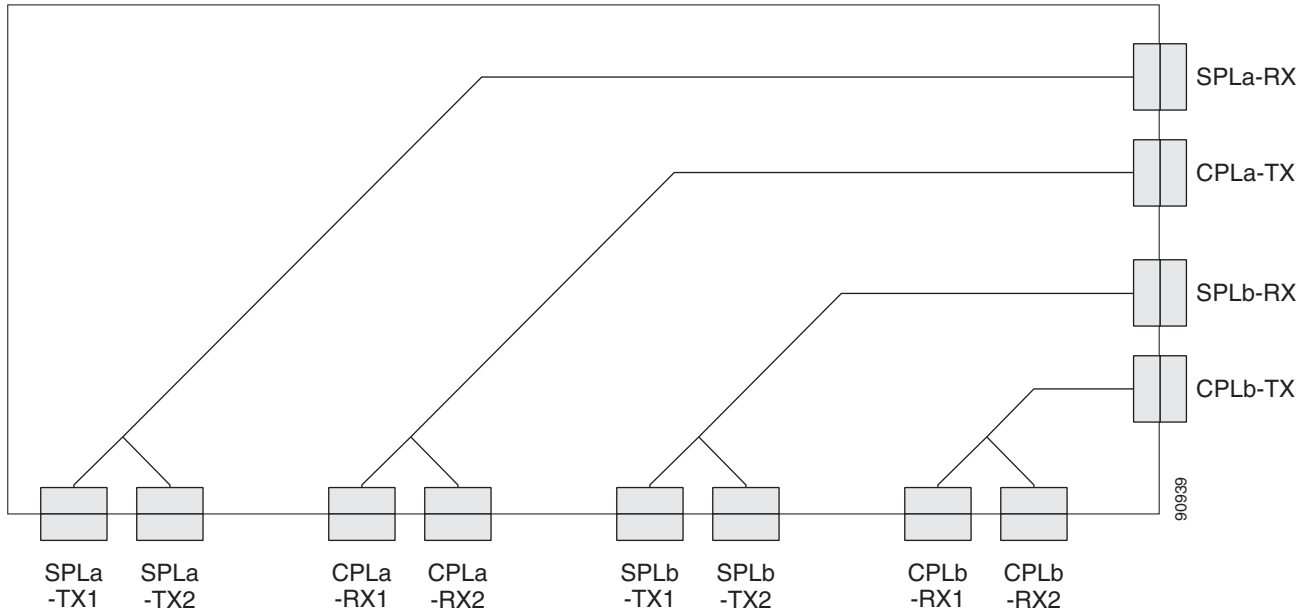 SPLa-RX
CPLa-TX
SPLb-RX
CPLb-TX
90939
SPLa
-TX1
SPLa
-TX2
CPLa
-RX1
CPLa
-RX2
SPLb
-TX1
SPLb
-TX2
CPLb
-RX1
CPLb
-RX2